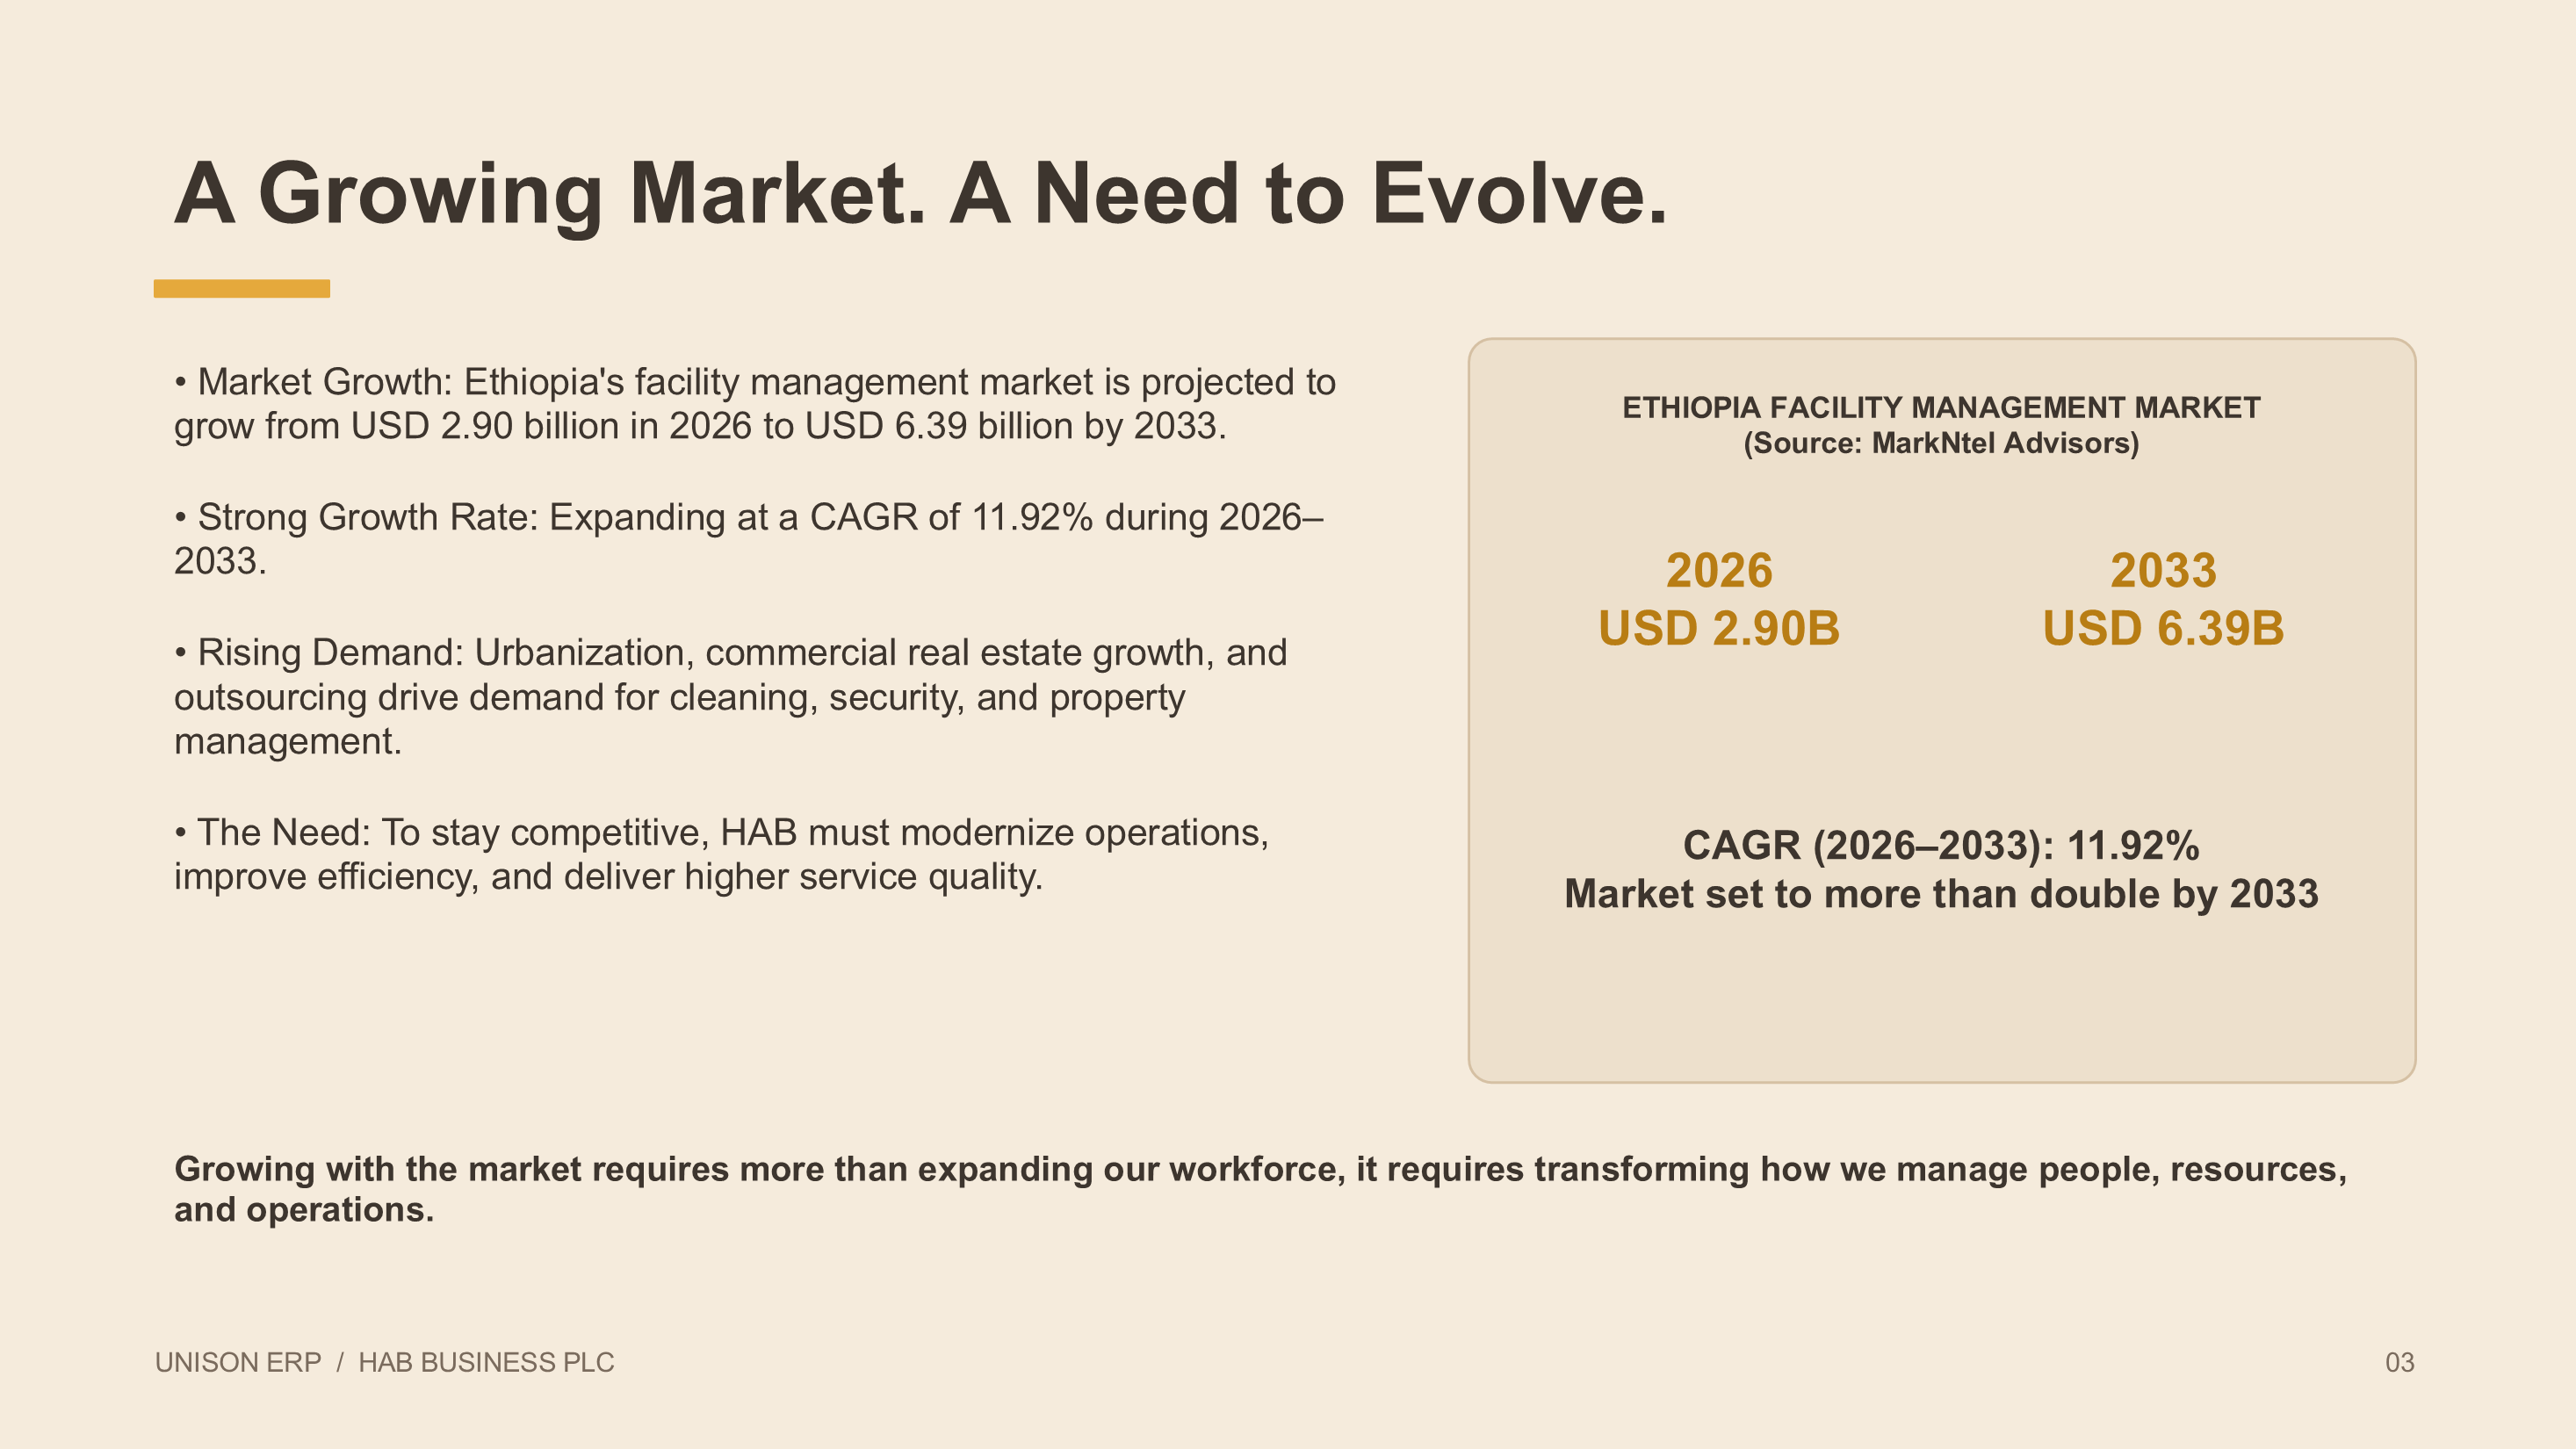 A Growing Market. A Need to Evolve.
• Market Growth: Ethiopia's facility management market is projected to
grow from USD 2.90 billion in 2026 to USD 6.39 billion by 2033.
• Strong Growth Rate: Expanding at a CAGR of 11.92% during 2026–
2033.
• Rising Demand: Urbanization, commercial real estate growth, and
outsourcing drive demand for cleaning, security, and property
management.
• The Need: To stay competitive, HAB must modernize operations,
improve efficiency, and deliver higher service quality.
ETHIOPIA FACILITY MANAGEMENT MARKET
(Source: MarkNtel Advisors)
2026
USD 2.90B
2033
USD 6.39B
CAGR (2026–2033): 11.92%
Market set to more than double by 2033
Growing with the market requires more than expanding our workforce, it requires transforming how we manage people, resources,
and operations.
UNISON ERP / HAB BUSINESS PLC
03